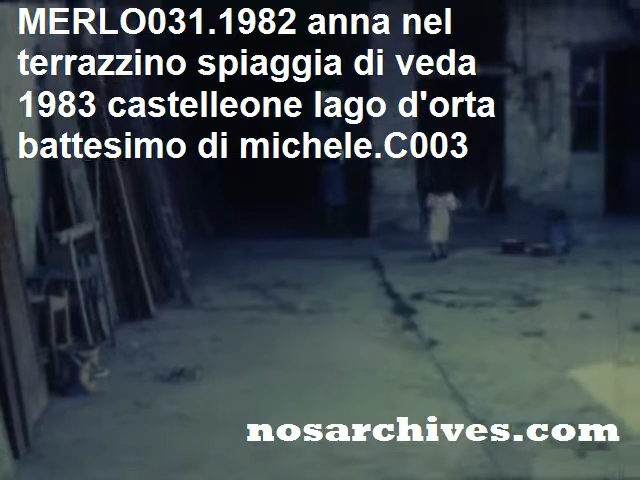 MERLO031.1982 anna nel
terrazzino spiaggia di veda
1983 castelleone lago d'orta
battesimo di michele.C003
nosarchives.com